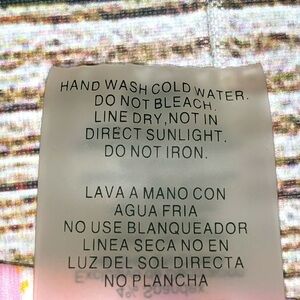 HAND WASH COLD WATER.
DO NOT BLEACH.
LINE DRY, NOT IN
DIRECT SUNLIGHT.
DO NOT IRON.
LAVA A MANO CON
AGUA FRIA
NO USE BLANQUEADOR
LINEA SECA NO EN
LUZ DEL SOL DIRECTA
NO PLANCHA